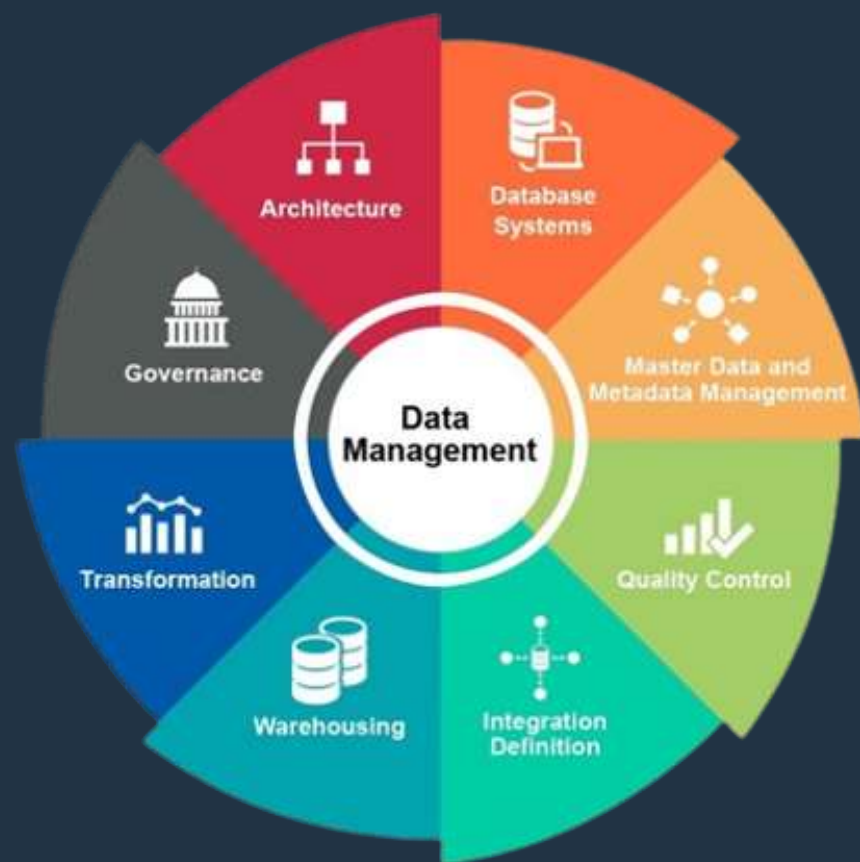 Architecture
Database
Systems
Master Data and
Metadata Management
Governance
Data
Management
Quality Control
Transformation
Warehousing
Integration
Definition